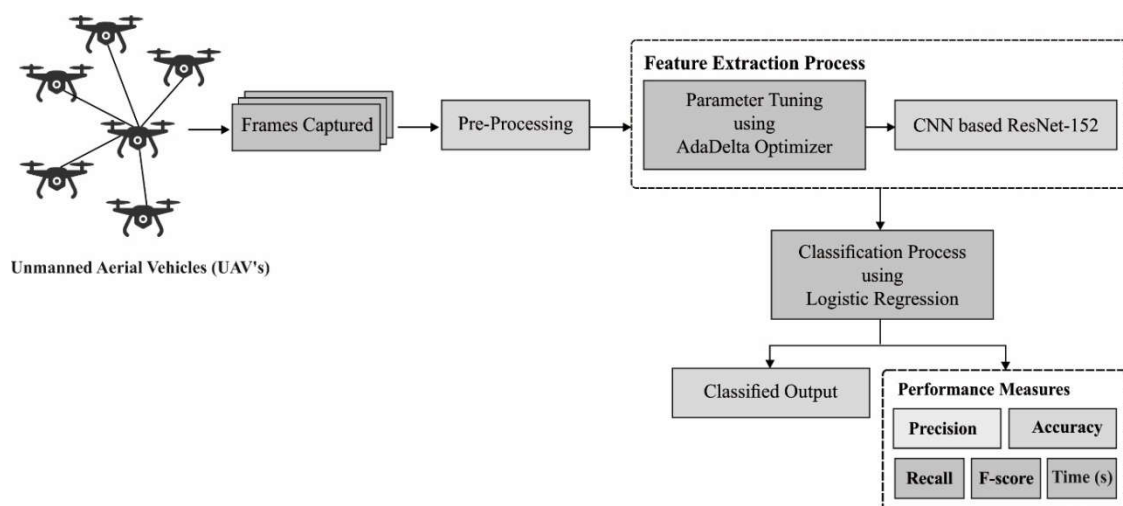 Feature Extraction Process
Frames Captured
Pre-Processing
Parameter Tuning
using
AdaDelta Optimizer
CNN based ResNet-152
Unmanned Aerial Vehicles (UAV's)
Classification Process
using
Logistic Regression
Classified Output
Performance Measures
Precision
Accuracy
Recall
F-score
Time (s)